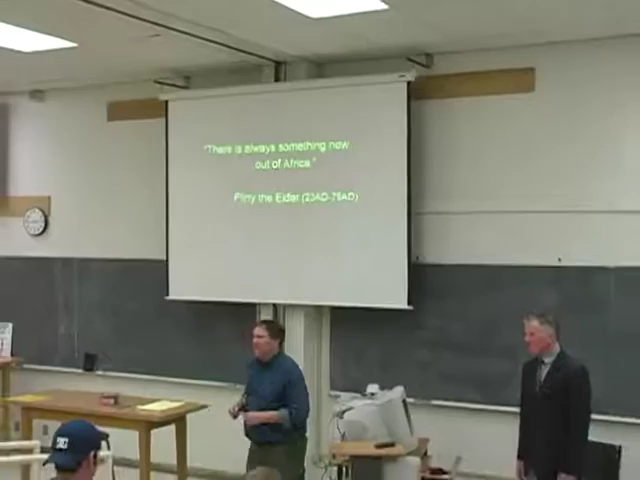 "There is always something new
out of Africa."
Pliny the Elder (23AD-79AD)